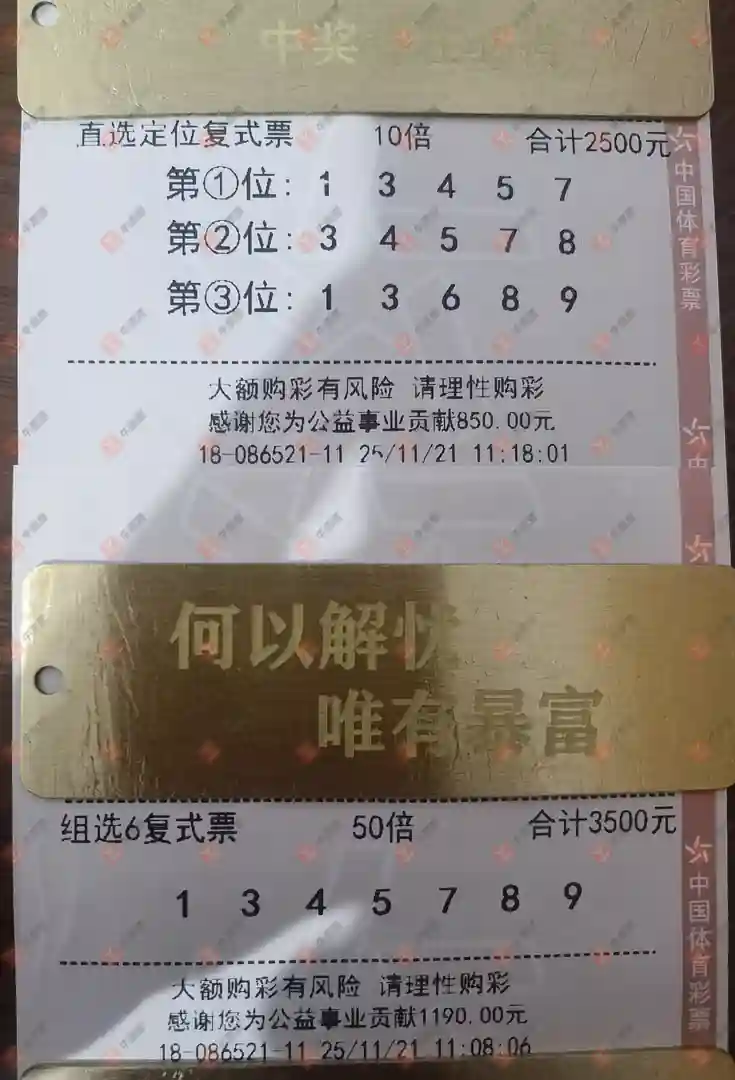 中奖
直选定位复式票 10倍 合计2500元
第①位: 1 3 4 5 7
第②位: 3 4 5 7 8
第③位: 1 3 6 8 9
大额购彩有风险 请理性购彩
感谢您为公益事业贡献850.00元
18-086521-11 25/11/21 11:18:01
中国体育彩票
中
何以解忧
唯有暴富
组选6复式票 50倍 合计3500元
1 3 4 5 7 8 9
大额购彩有风险 请理性购彩
感谢您为公益事业贡献1190.00元
18-086521-11 25/11/21 11:08:06
中国体育彩票